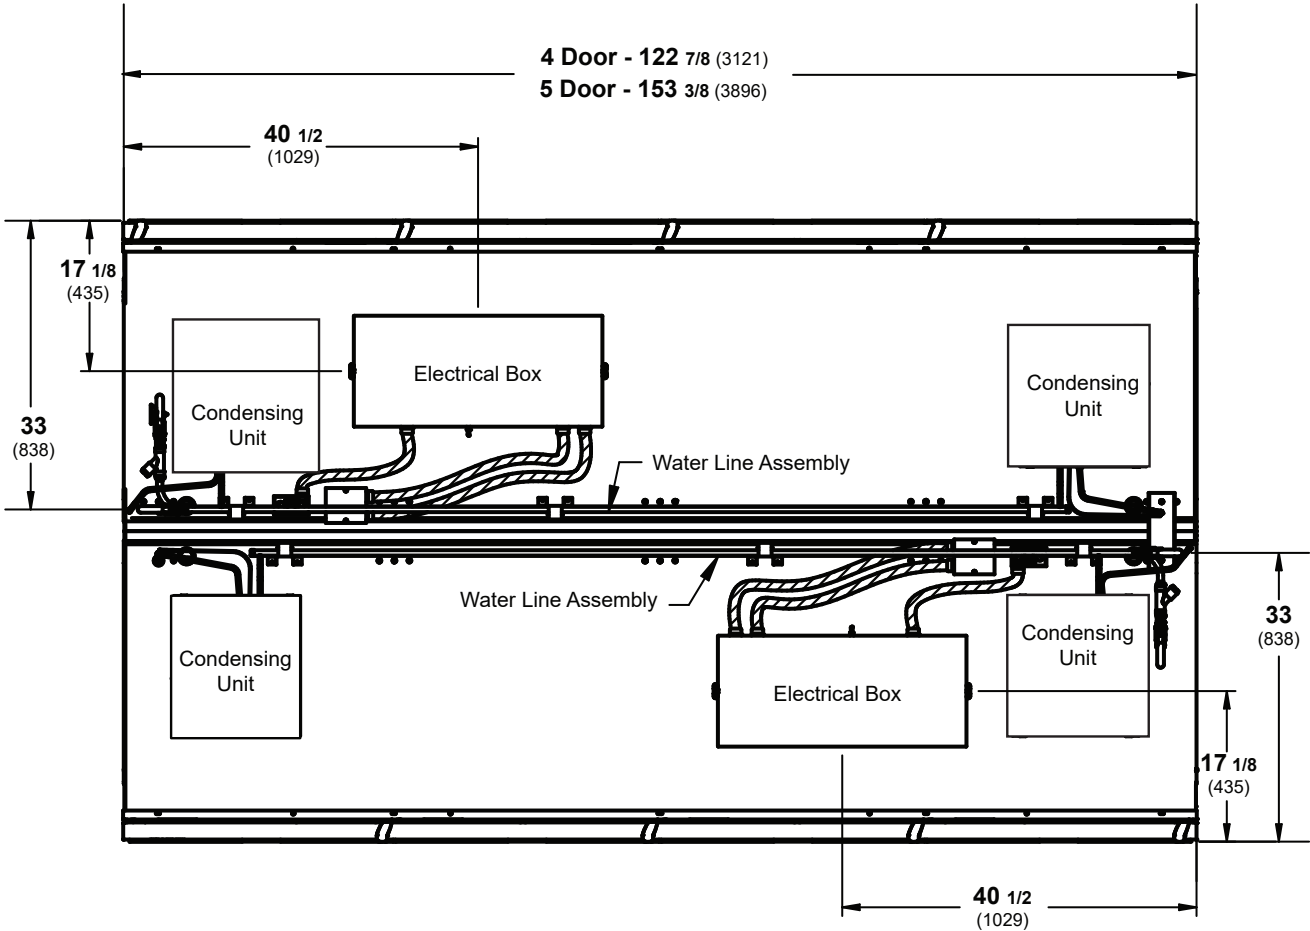 4 Door - 122 7/8 (3121)
5 Door - 153 3/8 (3896)
40 1/2
(1029)
33
(838)
17 1/8
(435)
Electrical Box
Condensing
Unit
Condensing
Unit
Water Line Assembly
Water Line Assembly
Condensing
Unit
Electrical Box
Condensing
Unit
33
(838)
17 1/8
(435)
40 1/2
(1029)